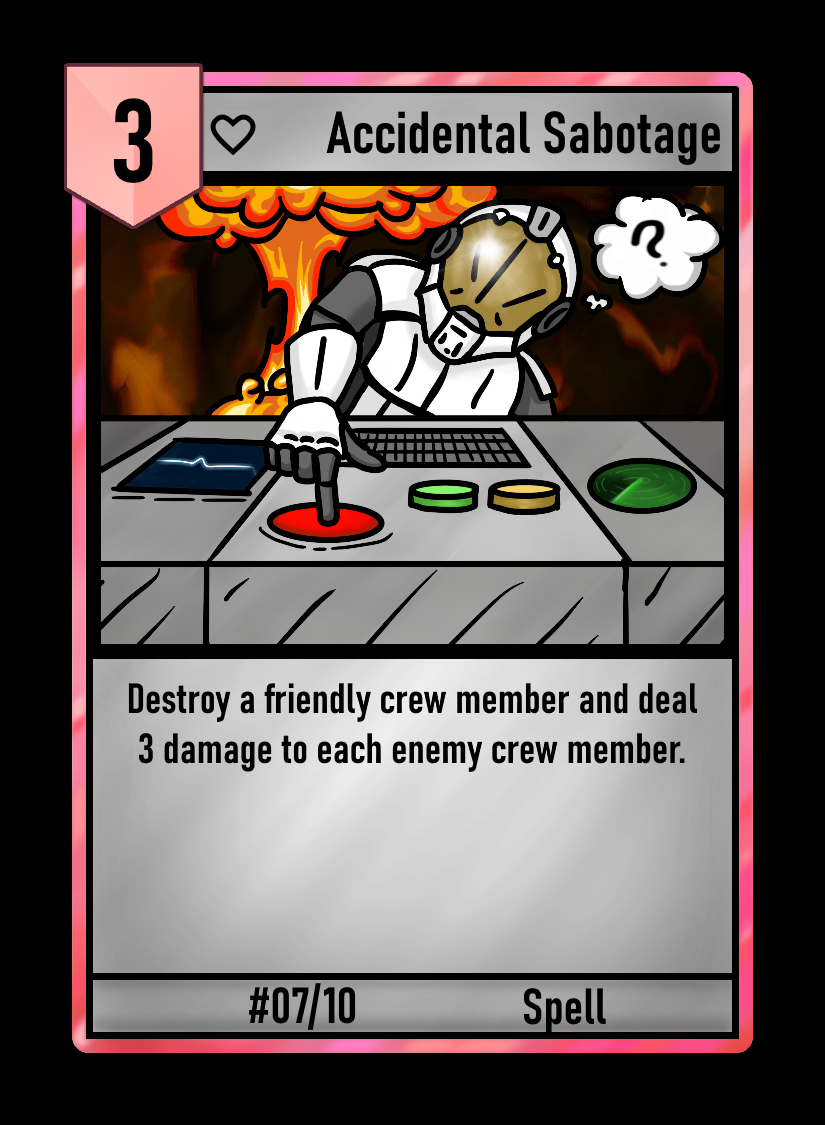 3
Accidental Sabotage
?
Destroy a friendly crew member and deal
3 damage to each enemy crew member.
#07/10
Spell